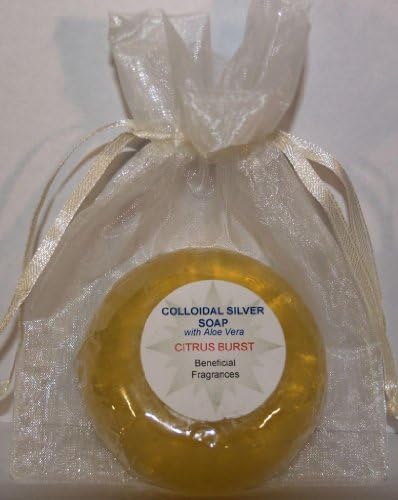 COLLOIDAL SILVER
SOAP
with Aloe Vera
CITRUS BURST
Beneficial
Fragrances